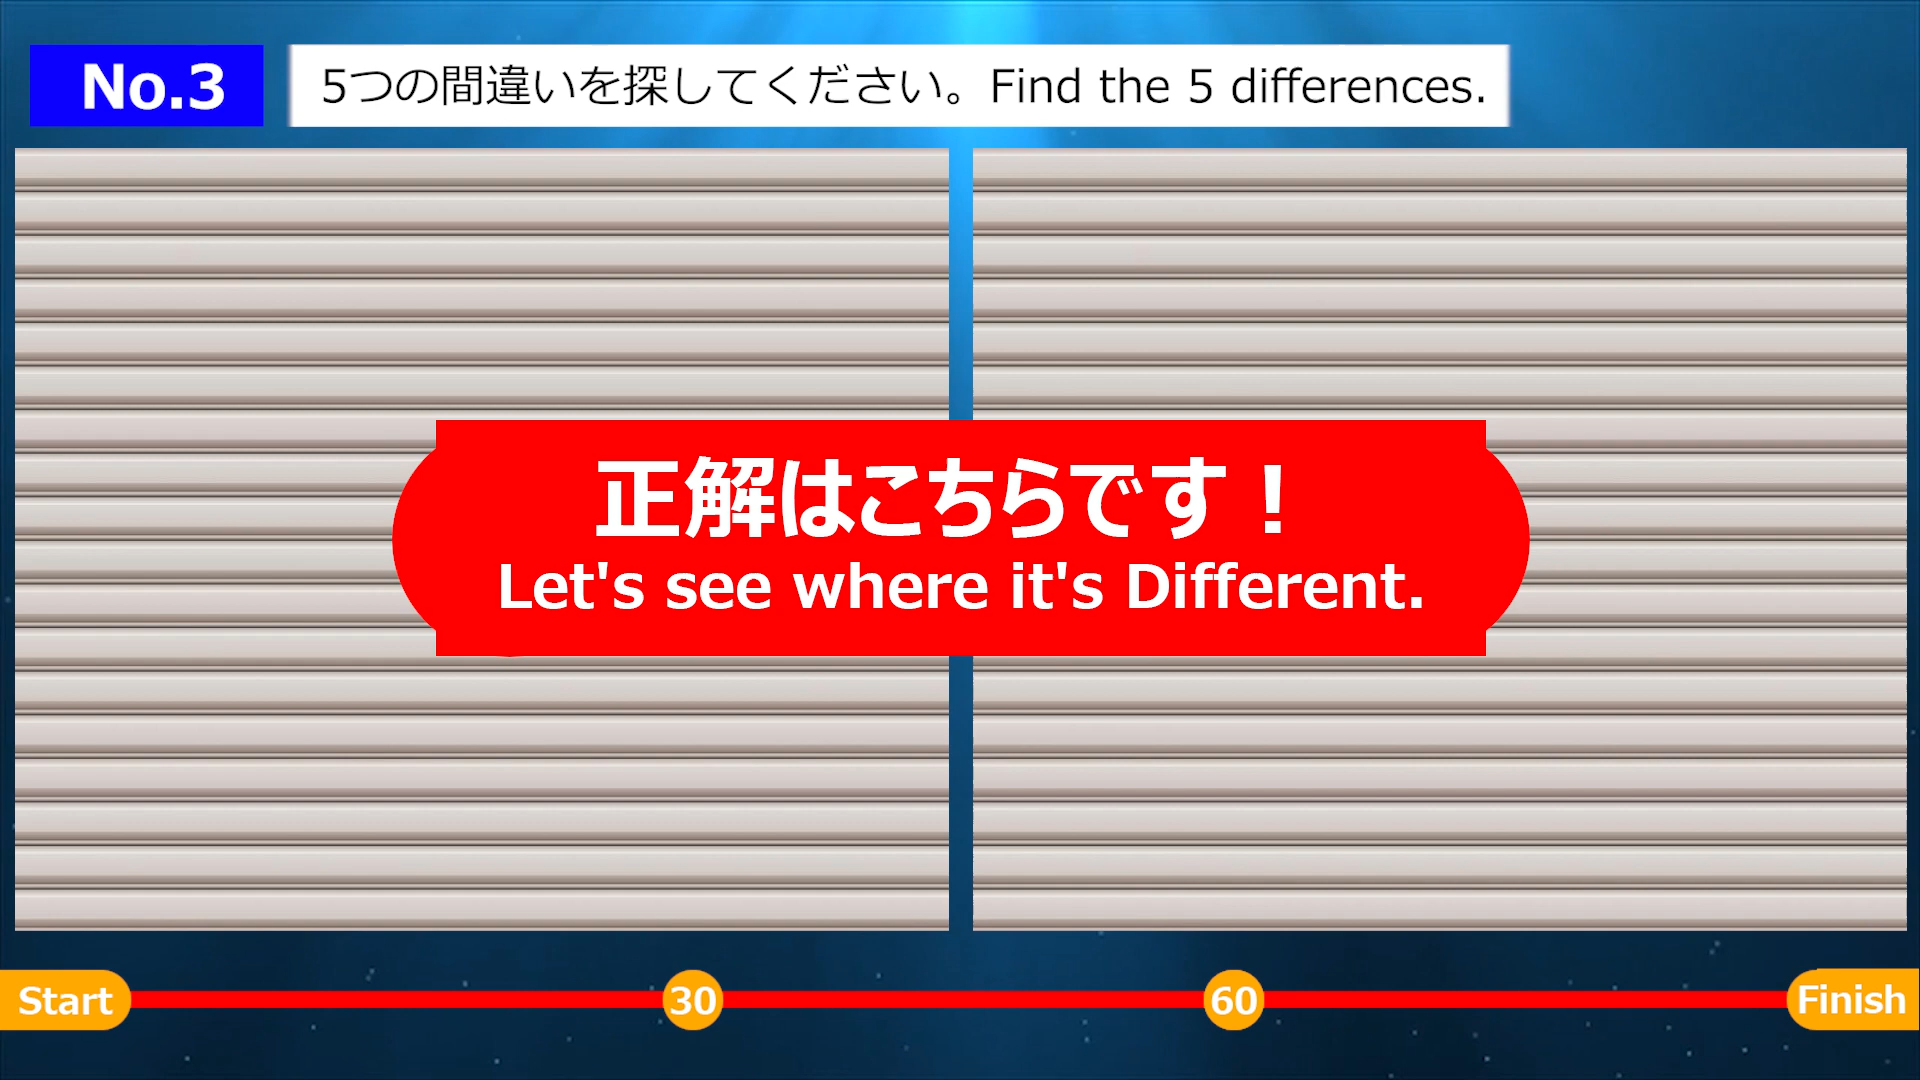 No.3
5つの間違いを探してください。Find the 5 differences.
正解はこちらです！
Let's see where it's Different.
Start 30 60 Finish